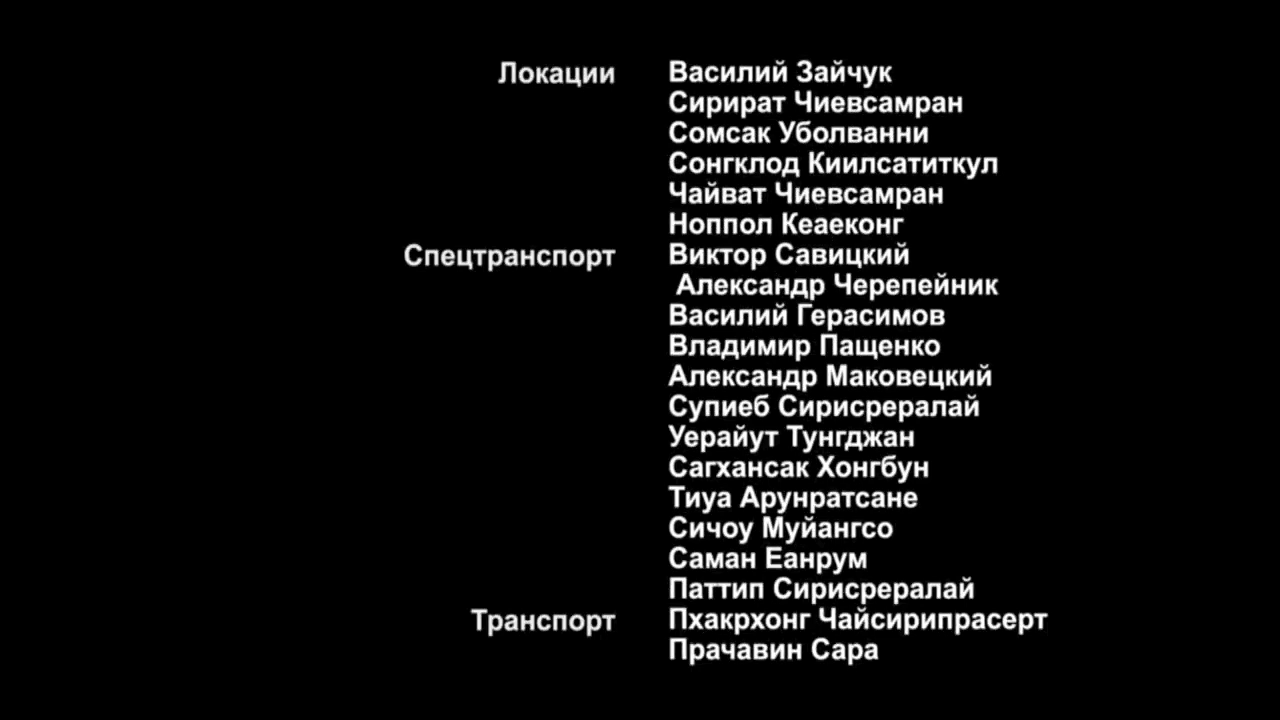 Локации Василий Зайчук
Сирират Чиевсамран
Сомсак Уболванни
Сонгклод Киилсатиткул
Чайват Чиевсамран
Ноппол Кеаеконг
Спецтранспорт Виктор Савицкий
Александр Черепейник
Василий Герасимов
Владимир Пащенко
Александр Маковецкий
Супиеб Сирисрералай
Уерайут Тунгджан
Сагхансак Хонгбун
Тиуа Арунратсане
Сичоу Муйангсо
Саман Еанрум
Паттип Сирисрералай
Транспорт Пхакрхонг Чайсирипрасерт
Прачавин Сара